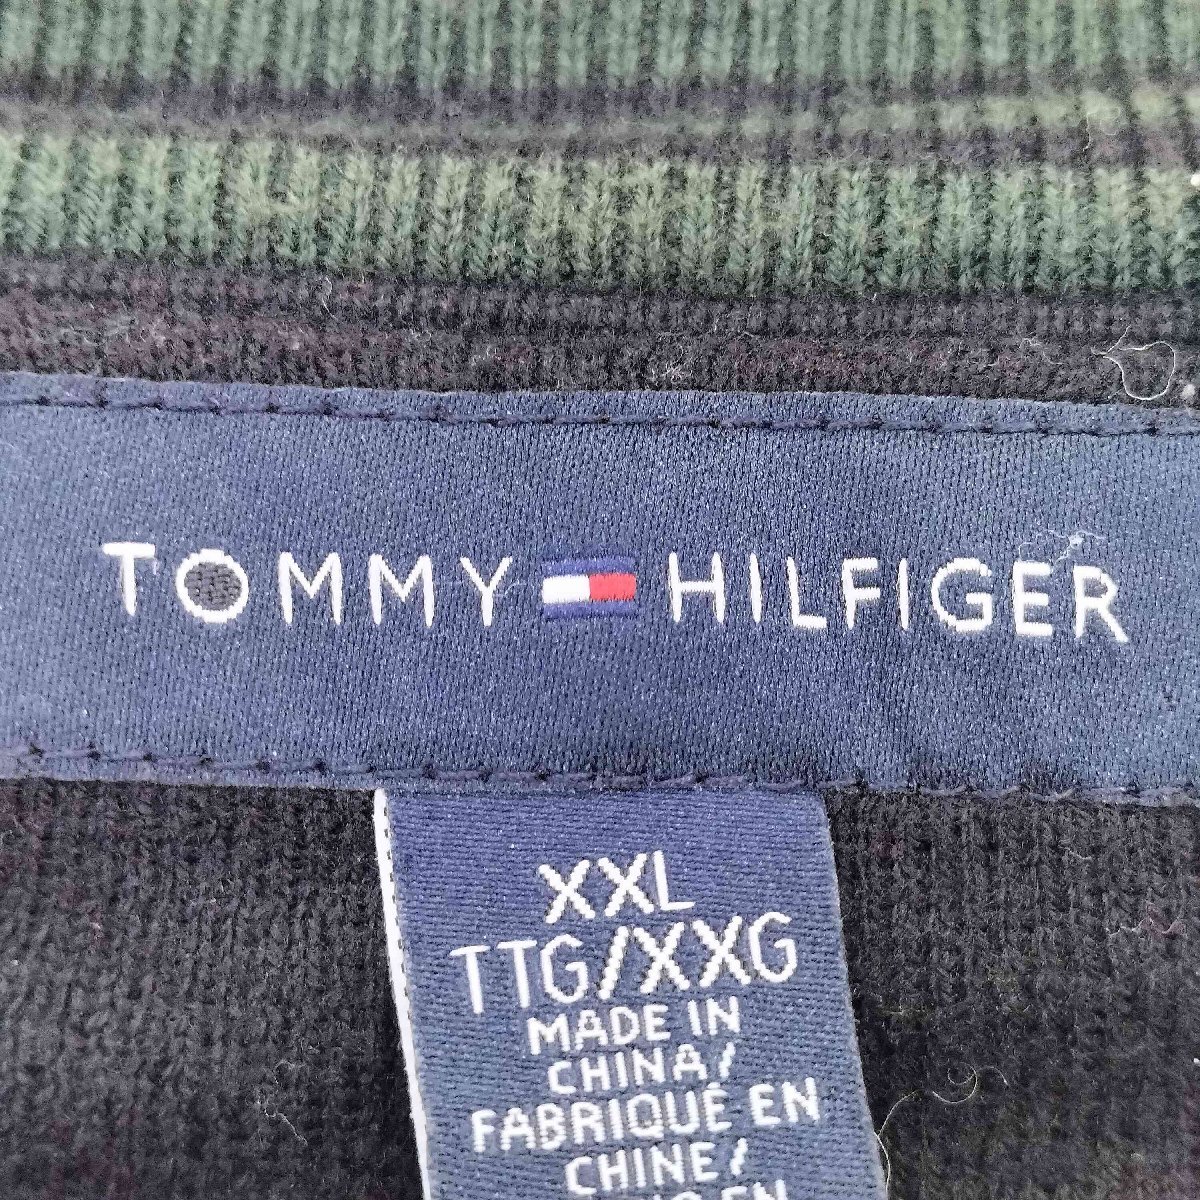 TOMMY HILFIGER
XXL
TTG/XXG
MADE IN
CHINA/
FABRIQUÉ EN
CHINE/